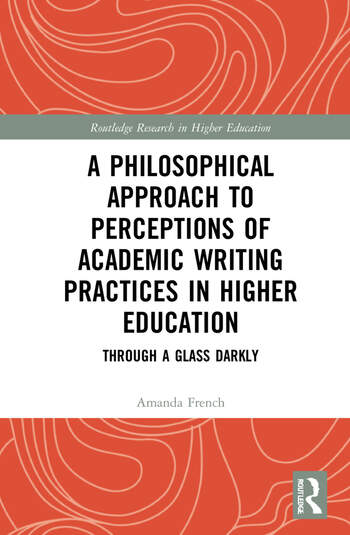 Routledge Research in Higher Education
A PHILOSOPHICAL
APPROACH TO
PERCEPTIONS OF
ACADEMIC WRITING
PRACTICES IN HIGHER
EDUCATION
THROUGH A GLASS DARKLY
Amanda French
ROUTLEDGE